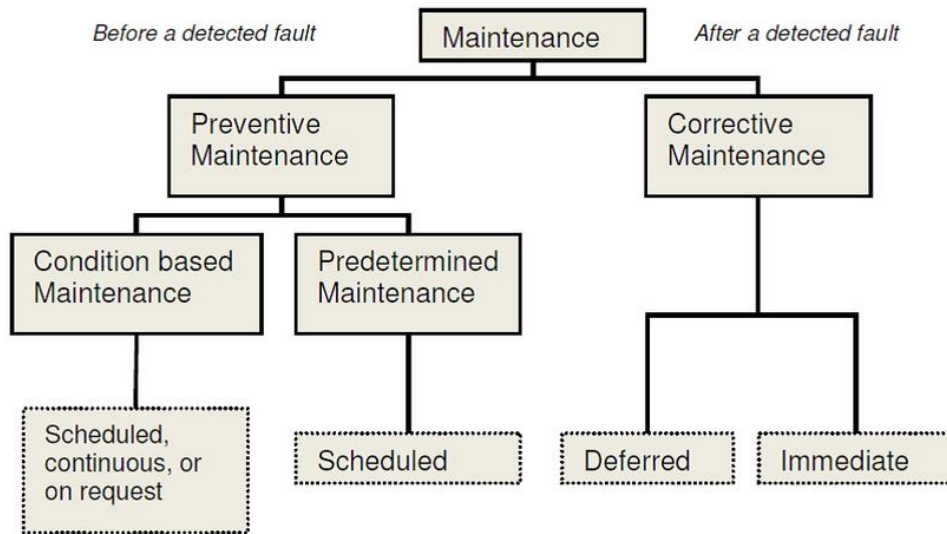 Before a detected fault
Maintenance
After a detected fault
Preventive
Maintenance
Corrective
Maintenance
Condition based
Maintenance
Predetermined
Maintenance
Scheduled,
continuous, or
on request
Scheduled
Deferred
Immediate